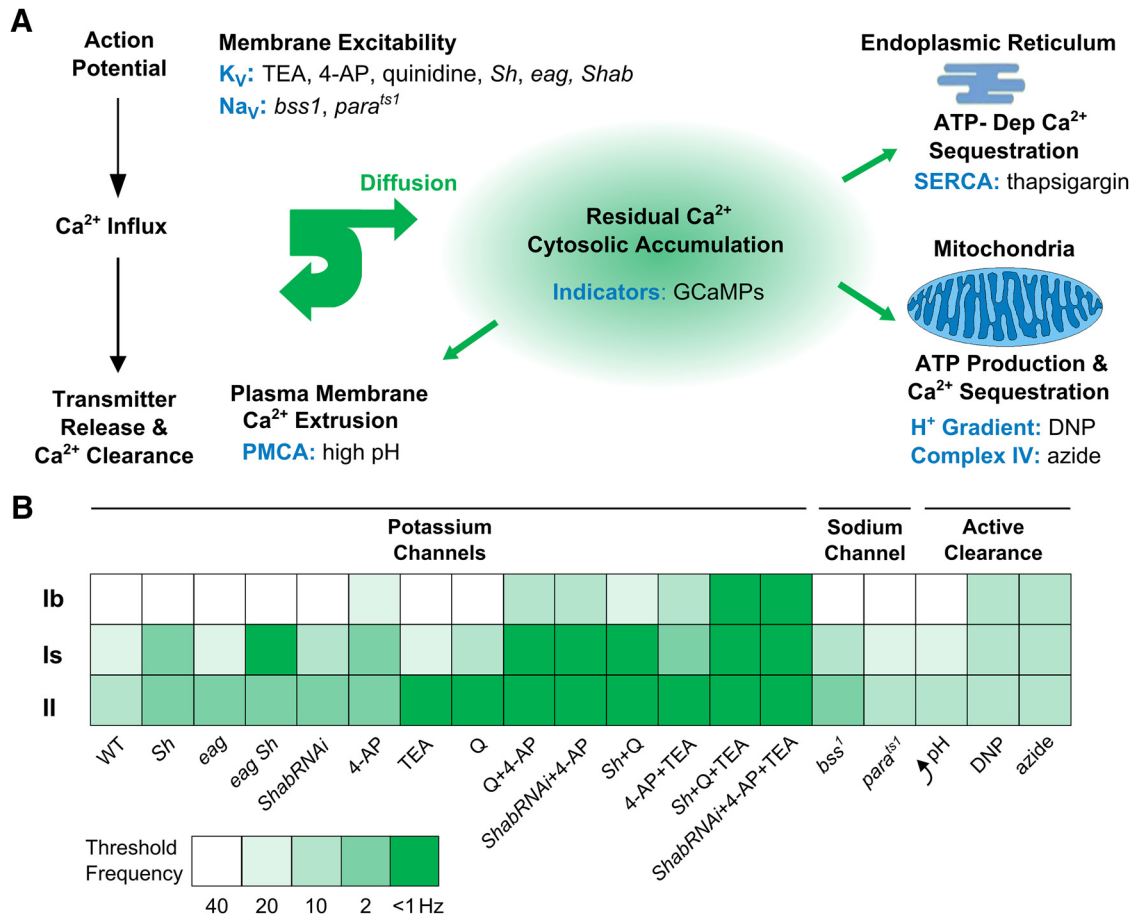 A
Action
Potential
Ca²⁺ Influx
Transmitter
Release &
Ca²⁺ Clearance
Membrane Excitability
Kᵥ: TEA, 4-AP, quinidine, Sh, eag, Shab
Naᵥ: bss1, paraᵗˢ¹
Diffusion
Residual Ca²⁺
Cytosolic Accumulation
Indicators: GCaMPs
Plasma Membrane
Ca²⁺ Extrusion
PMCA: high pH
Endoplasmic Reticulum
ATP- Dep Ca²⁺
Sequestration
SERCA: thapsigargin
Mitochondria
ATP Production &
Ca²⁺ Sequestration
H⁺ Gradient: DNP
Complex IV: azide
B
Potassium
Channels
Sodium
Channel
Active
Clearance
Ib
Is
II
WT
Sh
eag
eag Sh
ShabRNAi
4-AP
TEA
Q
Q+4-AP
ShabRNAi+4-AP
Sh+Q
4-AP+TEA
Sh+Q+TEA
ShabRNAi+4-AP+TEA
bss¹
paraᵗˢ¹
pH
DNP
azide
Threshold
Frequency
40 20 10 2 <1 Hz